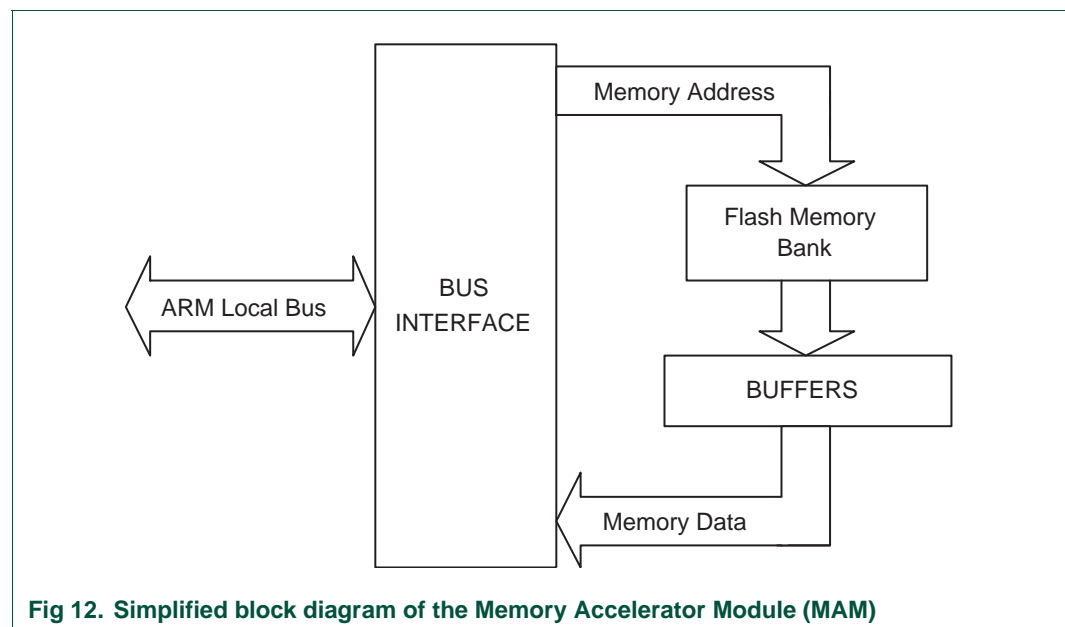 Memory Address
Flash Memory
Bank
ARM Local Bus
BUS
INTERFACE
BUFFERS
Memory Data
Fig 12. Simplified block diagram of the Memory Accelerator Module (MAM)